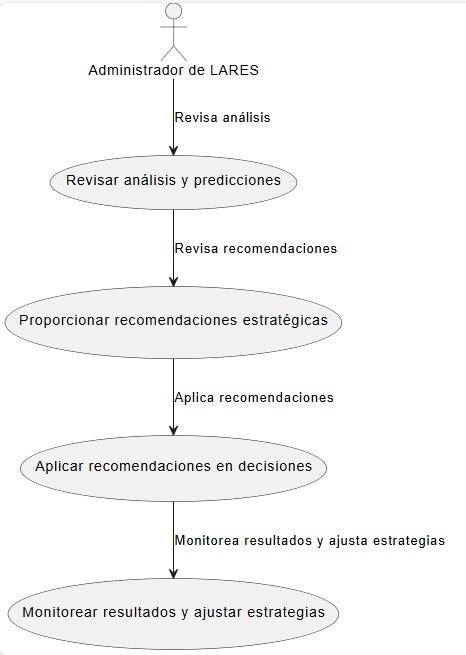 Administrador de LARES
Revisa análisis
Revisar análisis y predicciones
Revisa recomendaciones
Proporcionar recomendaciones estratégicas
Aplica recomendaciones
Aplicar recomendaciones en decisiones
Monitorea resultados y ajusta estrategias
Monitorear resultados y ajustar estrategias